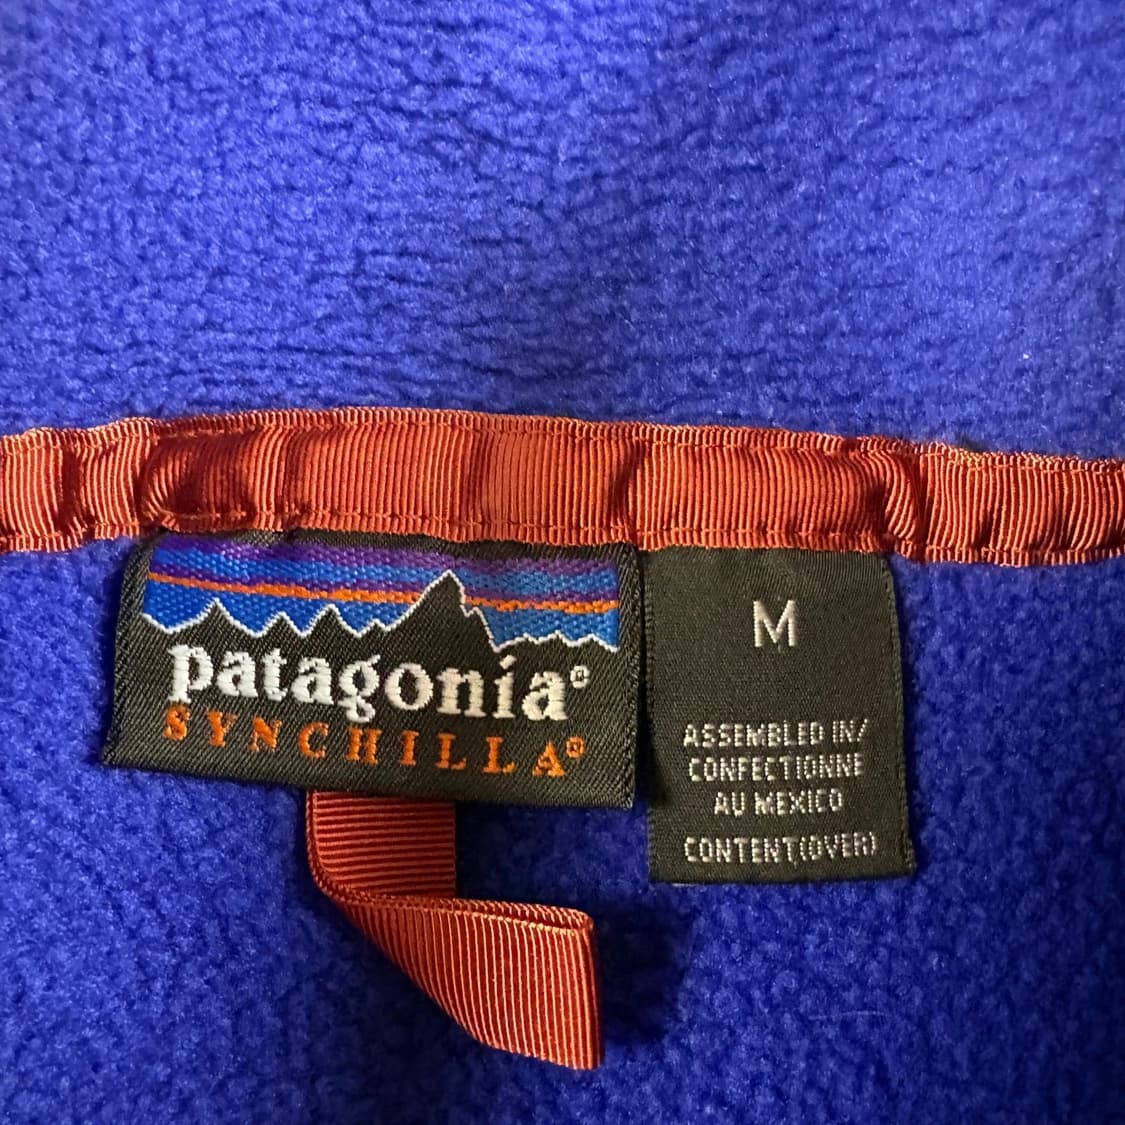 patagonia®
SYNCHILLA®
M
ASSEMBLED IN/
CONFECTIONNE
AU MEXICO
CONTENT(OVER)